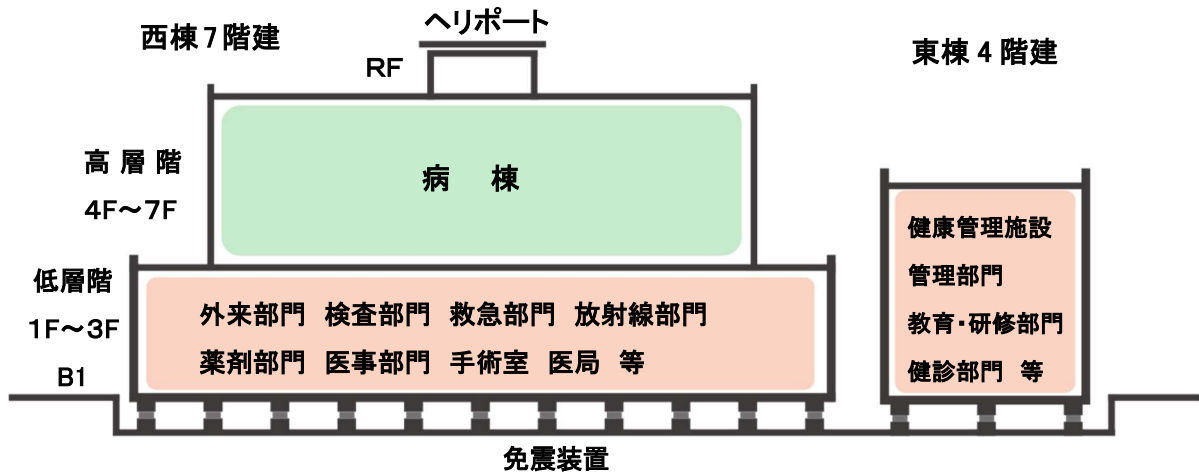 ヘリポート
西棟7階建
東棟4階建
RF
高層階
4F～7F
病棟
健康管理施設
管理部門
教育・研修部門
健診部門 等
低層階
1F～3F
外来部門 検査部門 救急部門 放射線部門
薬剤部門 医事部門 手術室 医局 等
B1
免震装置